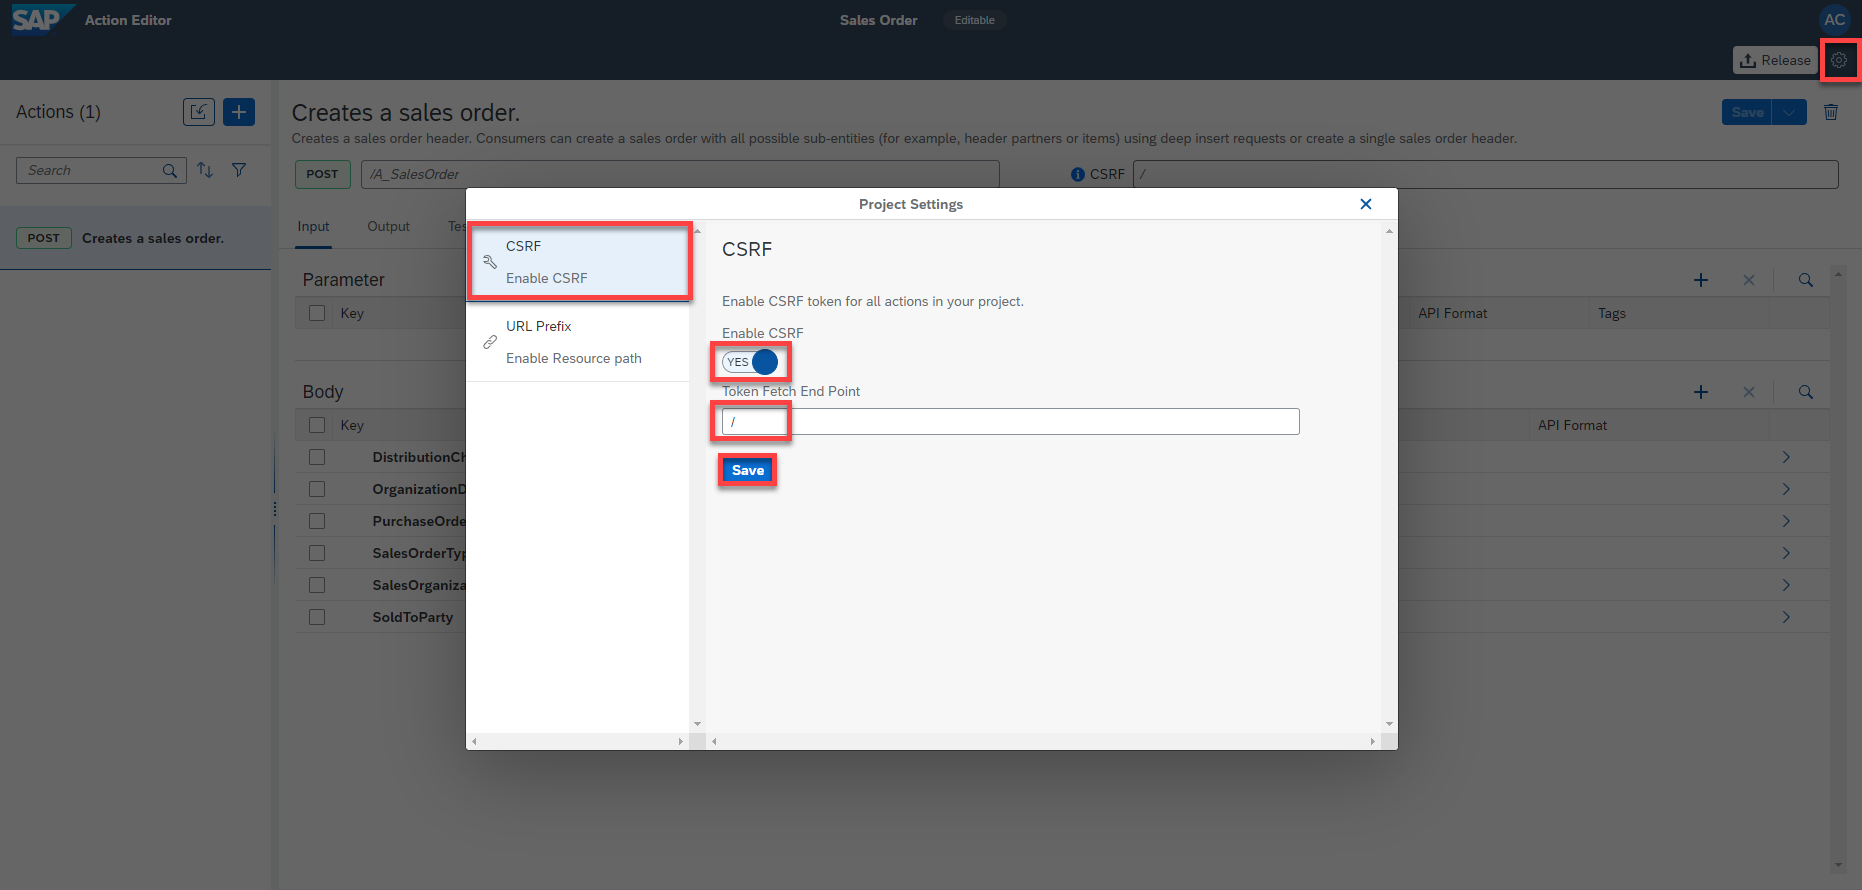 SAP Action Editor
Sales Order Editable
AC
Release
Actions (1)
Creates a sales order.
Save
Creates a sales order header. Consumers can create a sales order with all possible sub-entities (for example, header partners or items) using deep insert requests or create a single sales order header.
Search
POST /A_SalesOrder
CSRF /
POST Creates a sales order.
Input Output Tes
Project Settings
CSRF
Enable CSRF
URL Prefix
Enable Resource path
CSRF
Enable CSRF token for all actions in your project.
Enable CSRF
YES
Token Fetch End Point
/
Save
Parameter
Key API Format Tags
Body
Key API Format
DistributionCh
OrganizationD
PurchaseOrde
SalesOrderTyp
SalesOrganiza
SoldToParty